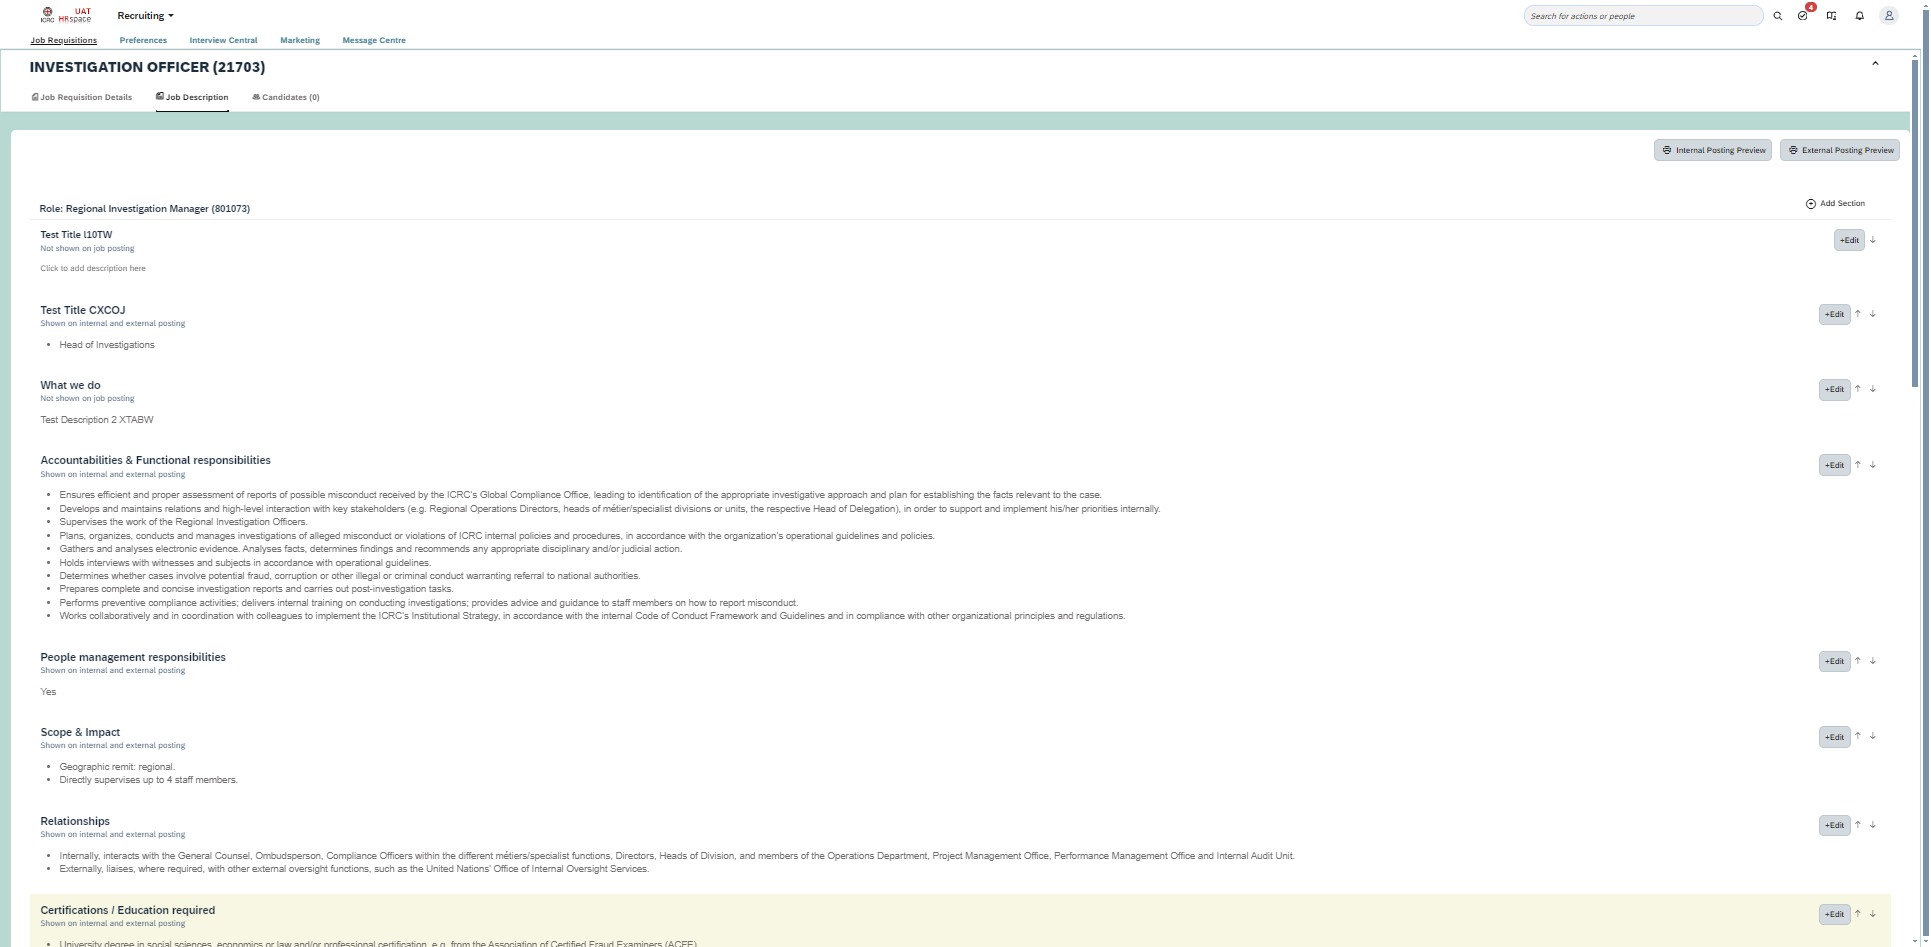 UAT
ICRC HRspace
Recruiting
Search for actions or people
4
Job Requisitions
Preferences
Interview Central
Marketing
Message Centre
INVESTIGATION OFFICER (21703)
Job Requisition Details
Job Description
Candidates (0)
Internal Posting Preview
External Posting Preview
Role: Regional Investigation Manager (801073)
Add Section
Test Title l10TW
Not shown on job posting
+Edit
Click to add description here
Test Title CXCOJ
Shown on internal and external posting
+Edit
• Head of Investigations
What we do
Not shown on job posting
+Edit
Test Description 2 XTABW
Accountabilities & Functional responsibilities
Shown on internal and external posting
+Edit
• Ensures efficient and proper assessment of reports of possible misconduct received by the ICRC's Global Compliance Office, leading to identification of the appropriate investigative approach and plan for establishing the facts relevant to the case.
• Develops and maintains relations and high-level interaction with key stakeholders (e.g. Regional Operations Directors, heads of métier/specialist divisions or units, the respective Head of Delegation), in order to support and implement his/her priorities internally.
• Supervises the work of the Regional Investigation Officers.
• Plans, organizes, conducts and manages investigations of alleged misconduct or violations of ICRC internal policies and procedures, in accordance with the organization's operational guidelines and policies.
• Gathers and analyses electronic evidence. Analyses facts, determines findings and recommends any appropriate disciplinary and/or judicial action.
• Holds interviews with witnesses and subjects in accordance with operational guidelines.
• Determines whether cases involve potential fraud, corruption or other illegal or criminal conduct warranting referral to national authorities.
• Prepares complete and concise investigation reports and carries out post-investigation tasks.
• Performs preventive compliance activities; delivers internal training on conducting investigations; provides advice and guidance to staff members on how to report misconduct.
• Works collaboratively and in coordination with colleagues to implement the ICRC's Institutional Strategy, in accordance with the internal Code of Conduct Framework and Guidelines and in compliance with other organizational principles and regulations.
People management responsibilities
Shown on internal and external posting
+Edit
Yes
Scope & Impact
Shown on internal and external posting
+Edit
• Geographic remit: regional.
• Directly supervises up to 4 staff members.
Relationships
Shown on internal and external posting
+Edit
• Internally, interacts with the General Counsel, Ombudsperson, Compliance Officers within the different métiers/specialist functions, Directors, Heads of Division, and members of the Operations Department, Project Management Office, Performance Management Office and Internal Audit Unit.
• Externally, liaises, where required, with other external oversight functions, such as the United Nations' Office of Internal Oversight Services.
Certifications / Education required
Shown on internal and external posting
+Edit
• University degree in social sciences, economics or law and/or professional certification, e.g. from the Association of Certified Fraud Examiners (ACFE)